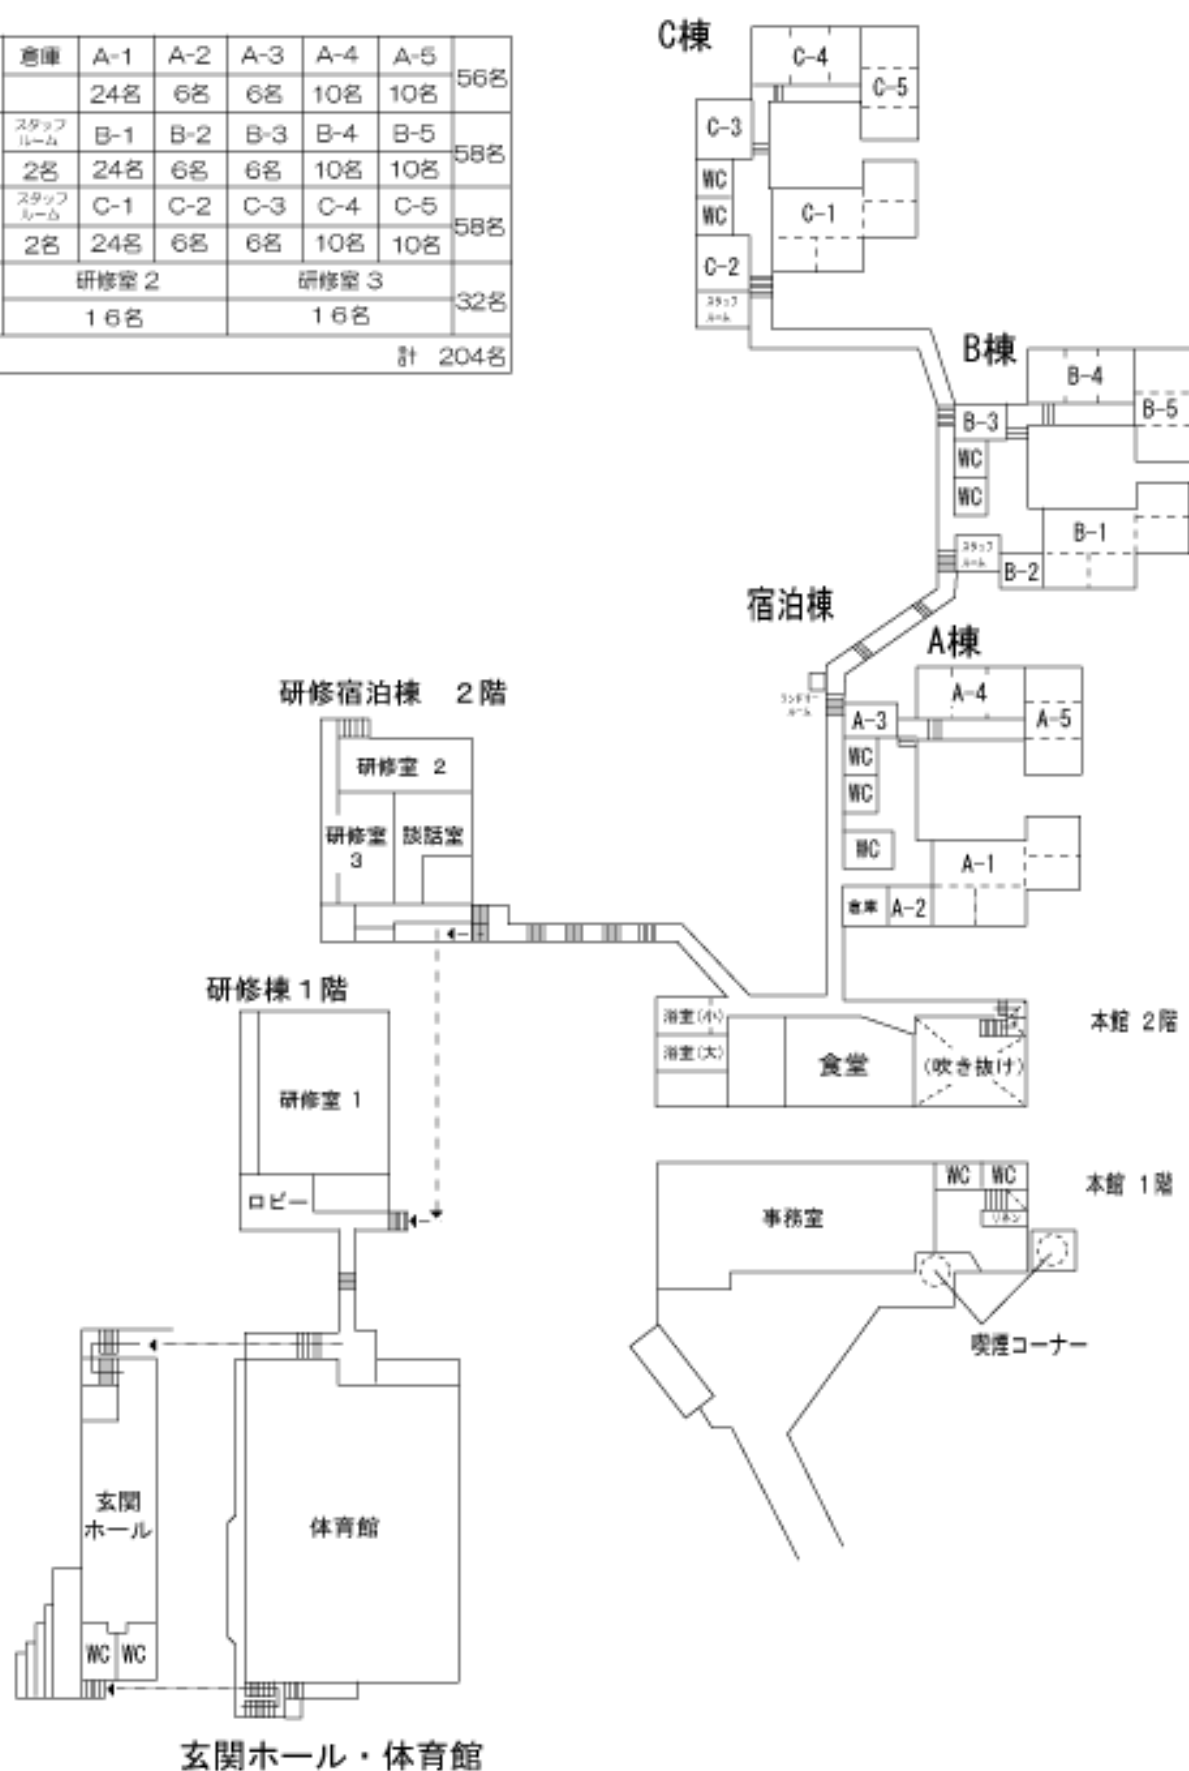 倉庫 A-1 A-2 A-3 A-4 A-5 56名
24名 6名 6名 10名 10名
スタッフルーム B-1 B-2 B-3 B-4 B-5 58名
2名 24名 6名 6名 10名 10名
スタッフルーム C-1 C-2 C-3 C-4 C-5 58名
2名 24名 6名 6名 10名 10名
研修室2 研修室3 32名
16名 16名
計 204名
C棟
C-4
C-5
C-3
WC
WC
C-1
C-2
スタッフ
ルーム
B棟
B-4
B-5
B-3
WC
WC
B-1
スタッフ
ルーム
B-2
宿泊棟
A棟
A-4
A-5
A-3
ランドリー
ルーム
WC
WC
WC
A-1
倉庫
A-2
研修宿泊棟 2階
研修室 2
研修室
3
談話室
研修棟1階
研修室 1
ロビー
浴室(小)
浴室(大)
食堂
(吹き抜け)
本館 2階
WC
WC
リネン
事務室
本館 1階
喫煙コーナー
玄関
ホール
WC
WC
体育館
玄関ホール・体育館